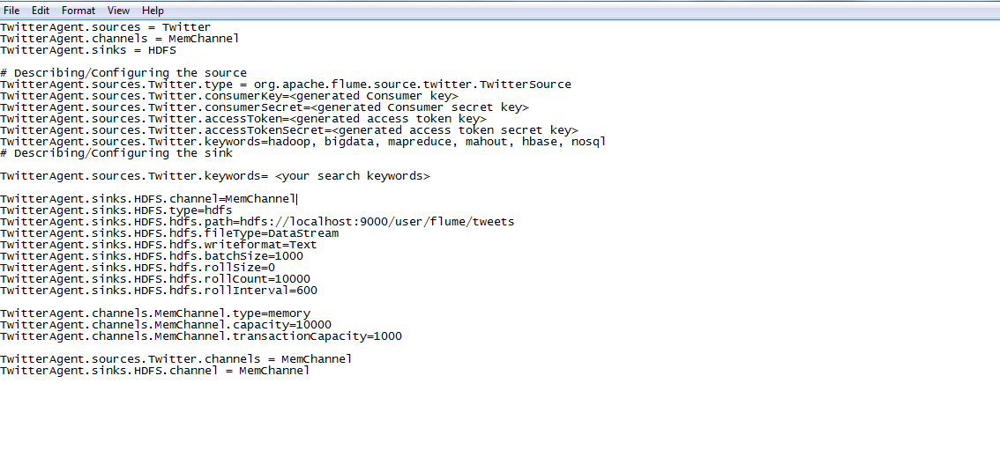 File Edit Format View Help
TwitterAgent.sources = Twitter
TwitterAgent.channels = MemChannel
TwitterAgent.sinks = HDFS
# Describing/Configuring the source
TwitterAgent.sources.Twitter.type = org.apache.flume.source.twitter.TwitterSource
TwitterAgent.sources.Twitter.consumerKey=<generated Consumer key>
TwitterAgent.sources.Twitter.consumerSecret=<generated Consumer secret key>
TwitterAgent.sources.Twitter.accessToken=<generated access token key>
TwitterAgent.sources.Twitter.accessTokenSecret=<generated access token secret key>
TwitterAgent.sources.Twitter.keywords=hadoop, bigdata, mapreduce, mahout, hbase, nosql
# Describing/Configuring the sink
TwitterAgent.sources.Twitter.keywords= <your search keywords>
TwitterAgent.sinks.HDFS.channel=MemChannel
TwitterAgent.sinks.HDFS.type=hdfs
TwitterAgent.sinks.HDFS.hdfs.path=hdfs://localhost:9000/user/flume/tweets
TwitterAgent.sinks.HDFS.hdfs.fileType=DataStream
TwitterAgent.sinks.HDFS.hdfs.writeformat=Text
TwitterAgent.sinks.HDFS.hdfs.batchSize=1000
TwitterAgent.sinks.HDFS.hdfs.rollSize=0
TwitterAgent.sinks.HDFS.hdfs.rollCount=10000
TwitterAgent.sinks.HDFS.hdfs.rollInterval=600
TwitterAgent.channels.MemChannel.type=memory
TwitterAgent.channels.MemChannel.capacity=10000
TwitterAgent.channels.MemChannel.transactionCapacity=1000
TwitterAgent.sources.Twitter.channels = MemChannel
TwitterAgent.sinks.HDFS.channel = MemChannel